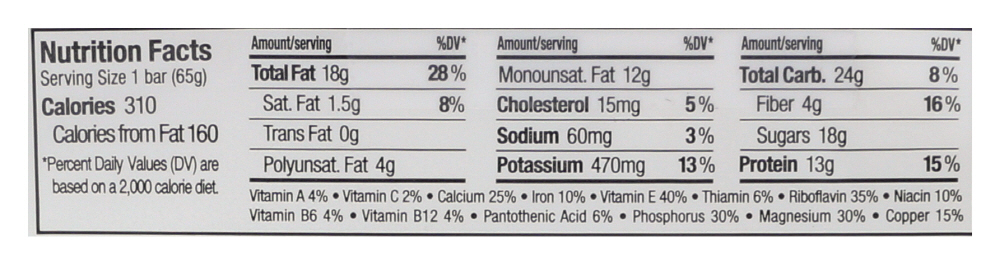 Nutrition Facts
Serving Size 1 bar (65g)
Calories 310
Calories from Fat 160
*Percent Daily Values (DV) are
based on a 2,000 calorie diet.
Amount/serving %DV*
Total Fat 18g 28%
Sat. Fat 1.5g 8%
Trans Fat 0g
Polyunsat. Fat 4g
Amount/serving %DV*
Monounsat. Fat 12g
Cholesterol 15mg 5%
Sodium 60mg 3%
Potassium 470mg 13%
Amount/serving %DV*
Total Carb. 24g 8%
Fiber 4g 16%
Sugars 18g
Protein 13g 15%
Vitamin A 4% • Vitamin C 2% • Calcium 25% • Iron 10% • Vitamin E 40% • Thiamin 6% • Riboflavin 35% • Niacin 10%
Vitamin B6 4% • Vitamin B12 4% • Pantothenic Acid 6% • Phosphorus 30% • Magnesium 30% • Copper 15%